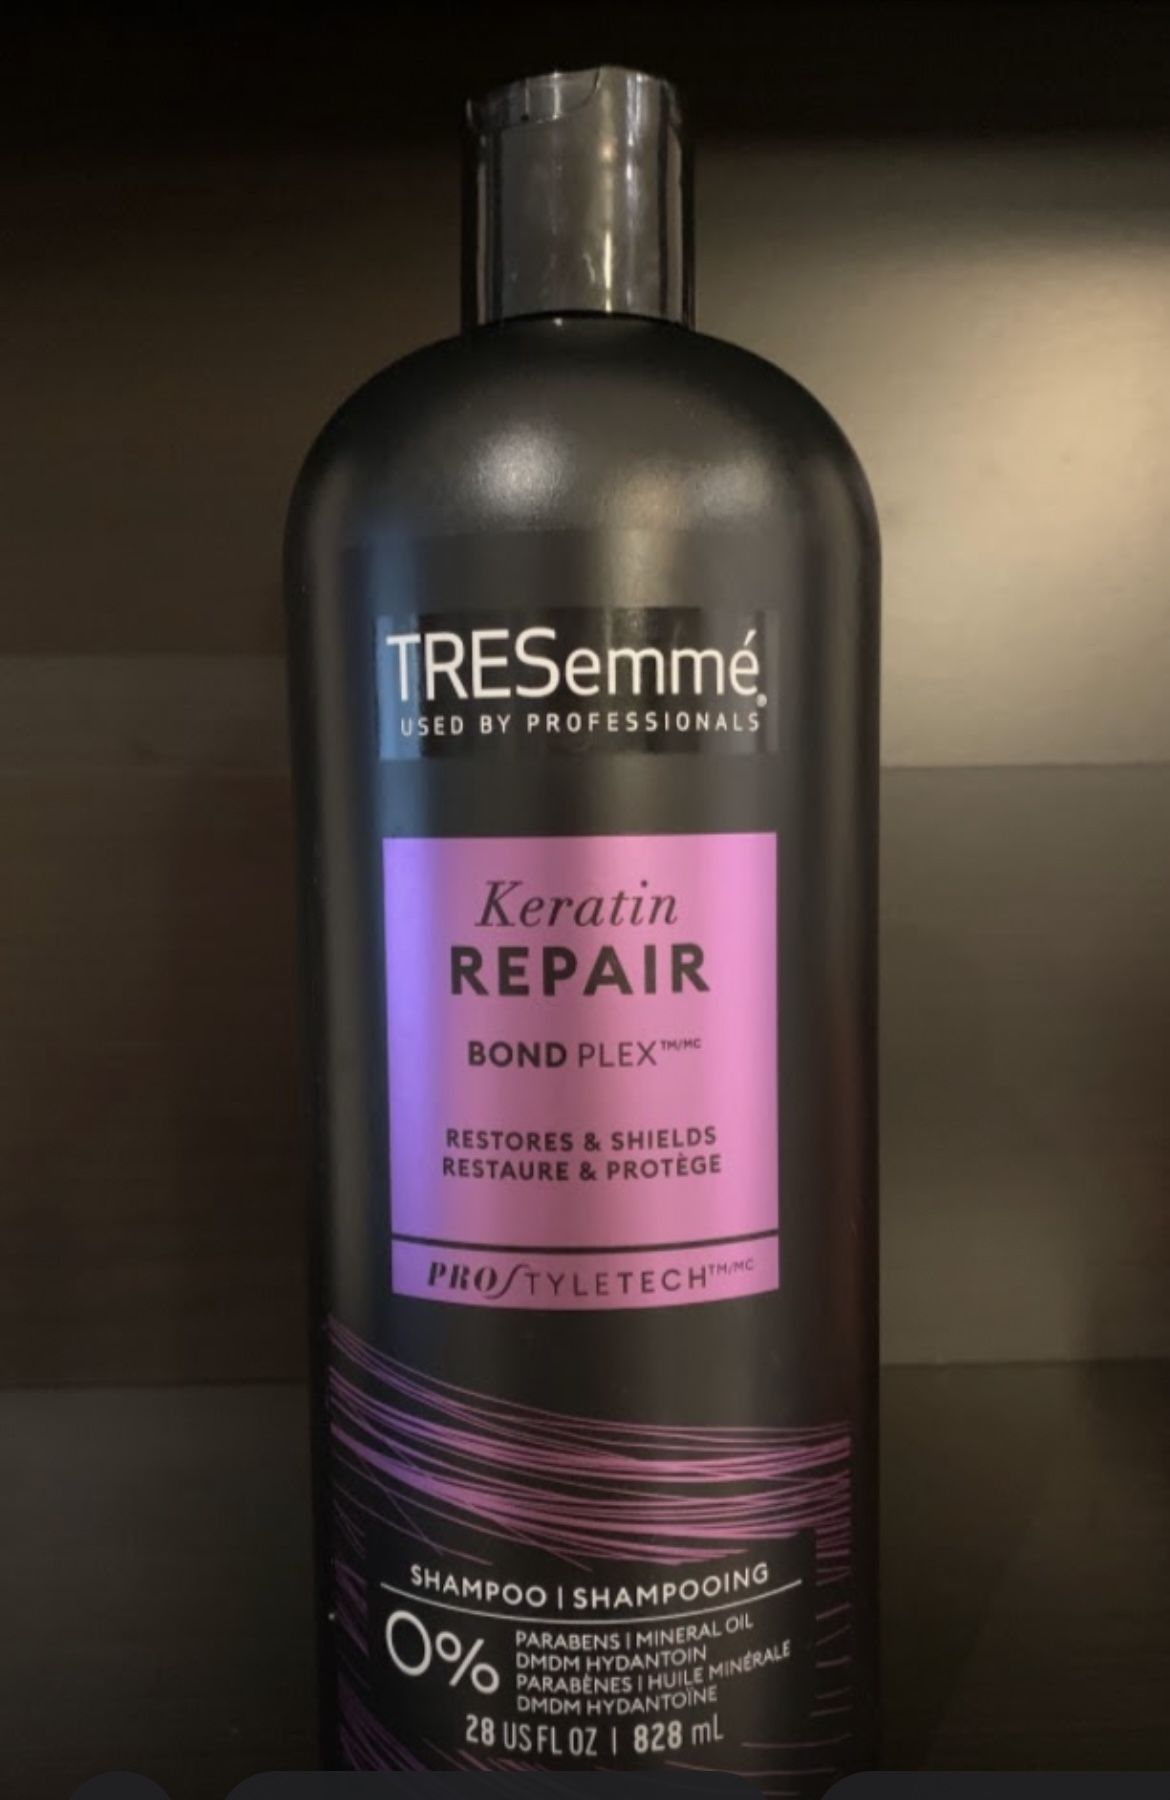 TRESemmé®
USED BY PROFESSIONALS
Keratin
REPAIR
BOND PLEX™/MC
RESTORES & SHIELDS
RESTAURE & PROTÈGE
PROSTYLETECH™/MC
SHAMPOO | SHAMPOOING
0%
PARABENS | MINERAL OIL
DMDM HYDANTOIN
PARABÈNES | HUILE MINÉRALE
DMDM HYDANTOÏNE
28 US FL OZ | 828 mL